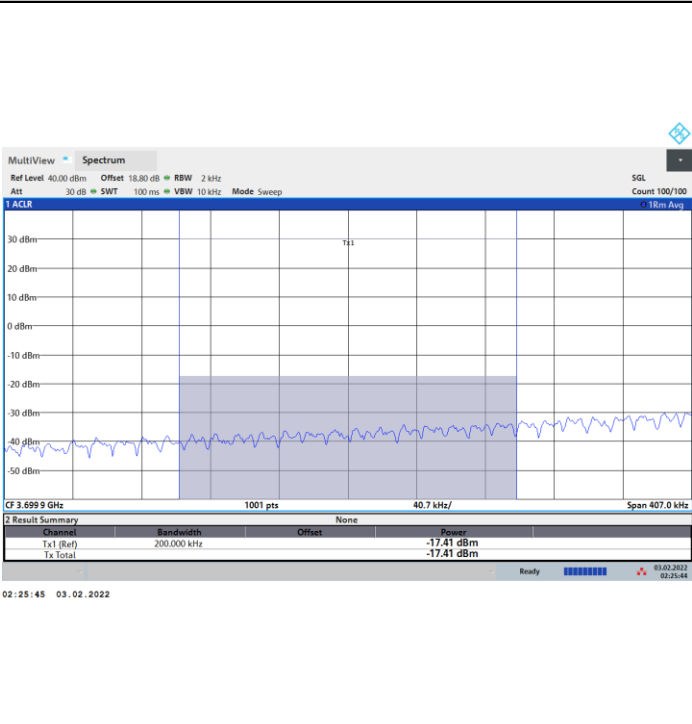 MultiView Spectrum
Ref Level 40.00 dBm Offset 18.80 dB RBW 2 kHz SGL
Att 30 dB SWT 100 ms VBW 10 kHz Mode Sweep Count 100/100
1 ACLR 1Rm Avg
30 dBm
Tx1
20 dBm
10 dBm
0 dBm
-10 dBm
-20 dBm
-30 dBm
-40 dBm
-50 dBm
CF 3.699 9 GHz 1001 pts 40.7 kHz/ Span 407.0 kHz
2 Result Summary None
Channel Bandwidth Offset Power
Tx1 (Ref) 200.000 kHz -17.41 dBm
Tx Total -17.41 dBm
Ready 03.02.2022
02:25:44
02:25:45 03.02.2022